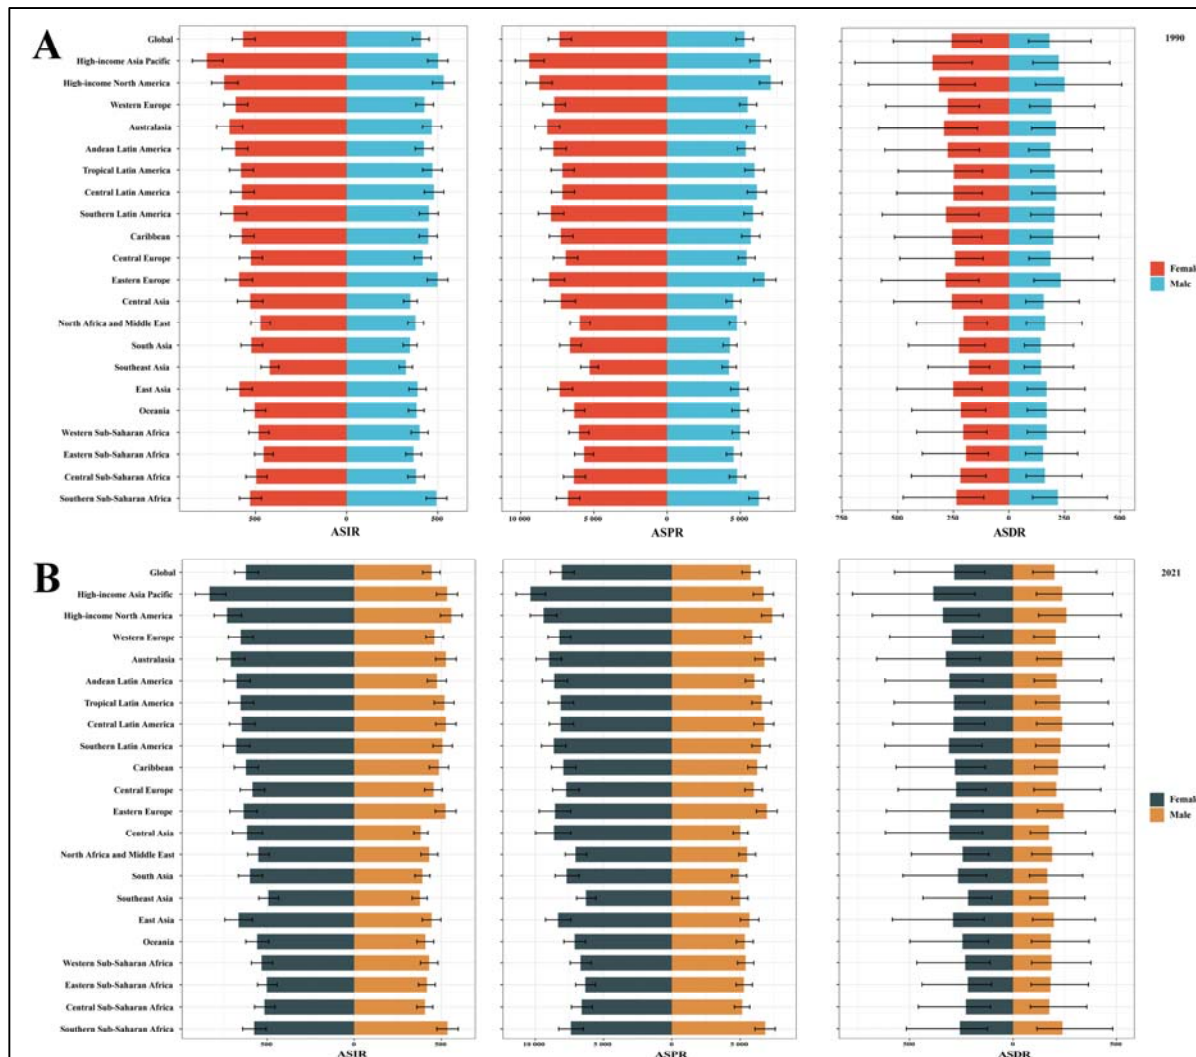 A
1990
Global
High-income Asia Pacific
High-income North America
Western Europe
Australasia
Andean Latin America
Tropical Latin America
Central Latin America
Southern Latin America
Caribbean
Central Europe
Eastern Europe
Central Asia
North Africa and Middle East
South Asia
Southeast Asia
East Asia
Oceania
Western Sub-Saharan Africa
Eastern Sub-Saharan Africa
Central Sub-Saharan Africa
Southern Sub-Saharan Africa
Female
Male
500 0 500
ASIR
10 000 5 000 0 5 000
ASPR
750 500 250 0 250 500
ASDR
B
2021
Global
High-income Asia Pacific
High-income North America
Western Europe
Australasia
Andean Latin America
Tropical Latin America
Central Latin America
Southern Latin America
Caribbean
Central Europe
Eastern Europe
Central Asia
North Africa and Middle East
South Asia
Southeast Asia
East Asia
Oceania
Western Sub-Saharan Africa
Eastern Sub-Saharan Africa
Central Sub-Saharan Africa
Southern Sub-Saharan Africa
Female
Male
500 0 500
ASIR
10 000 5 000 0 5 000
ASPR
500 0 500
ASDR